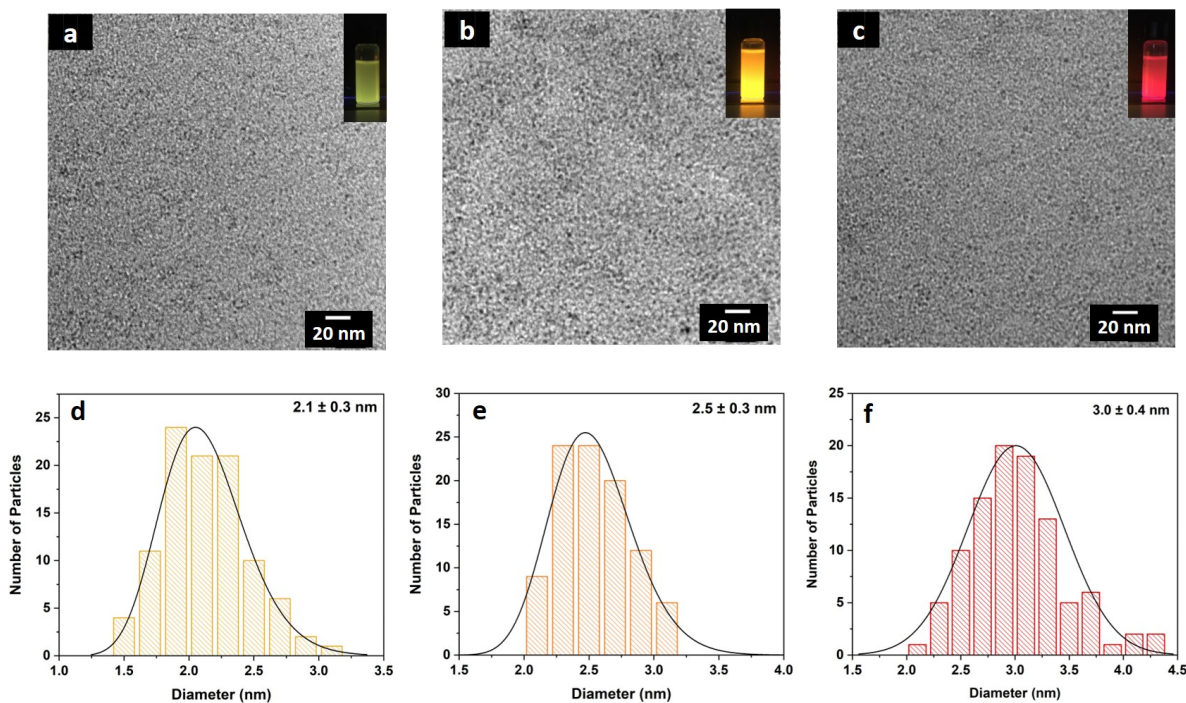 a
b
c
20 nm
20 nm
20 nm
d
2.1 ± 0.3 nm
Number of Particles
25
20
15
10
5
0
1.0 1.5 2.0 2.5 3.0 3.5
Diameter (nm)
e
2.5 ± 0.3 nm
Number of Particles
30
25
20
15
10
5
0
1.5 2.0 2.5 3.0 3.5 4.0
Diameter (nm)
f
3.0 ± 0.4 nm
Number of Particles
25
20
15
10
5
0
1.5 2.0 2.5 3.0 3.5 4.0 4.5
Diameter (nm)